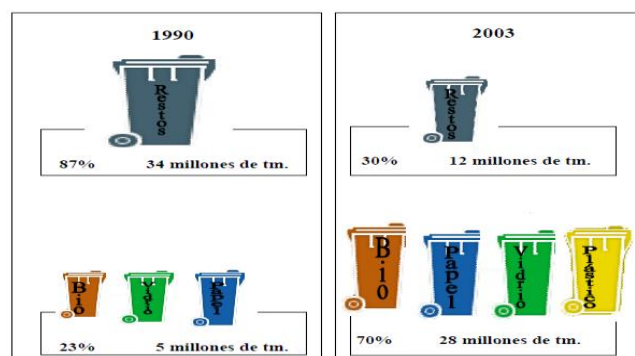 1990
Restos
87% 34 millones de tm.
Bio
Vidrio
Papel
23% 5 millones de tm.
2003
Restos
30% 12 millones de tm.
Bio
Papel
Vidrio
Plástico
70% 28 millones de tm.